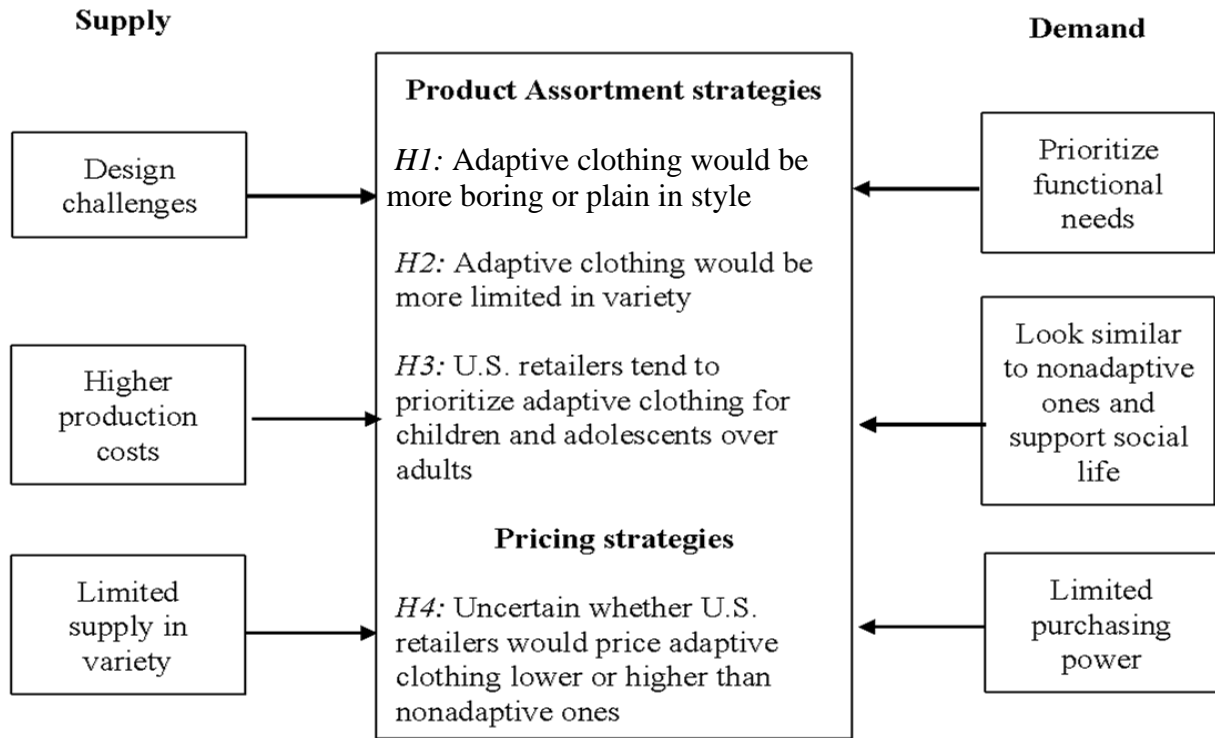 Supply
Demand
Design
challenges
Higher
production
costs
Limited
supply in
variety
Product Assortment strategies
H1: Adaptive clothing would be
more boring or plain in style
H2: Adaptive clothing would be
more limited in variety
H3: U.S. retailers tend to
prioritize adaptive clothing for
children and adolescents over
adults
Pricing strategies
H4: Uncertain whether U.S.
retailers would price adaptive
clothing lower or higher than
nonadaptive ones
Prioritize
functional
needs
Look similar
to nonadaptive
ones and
support social
life
Limited
purchasing
power